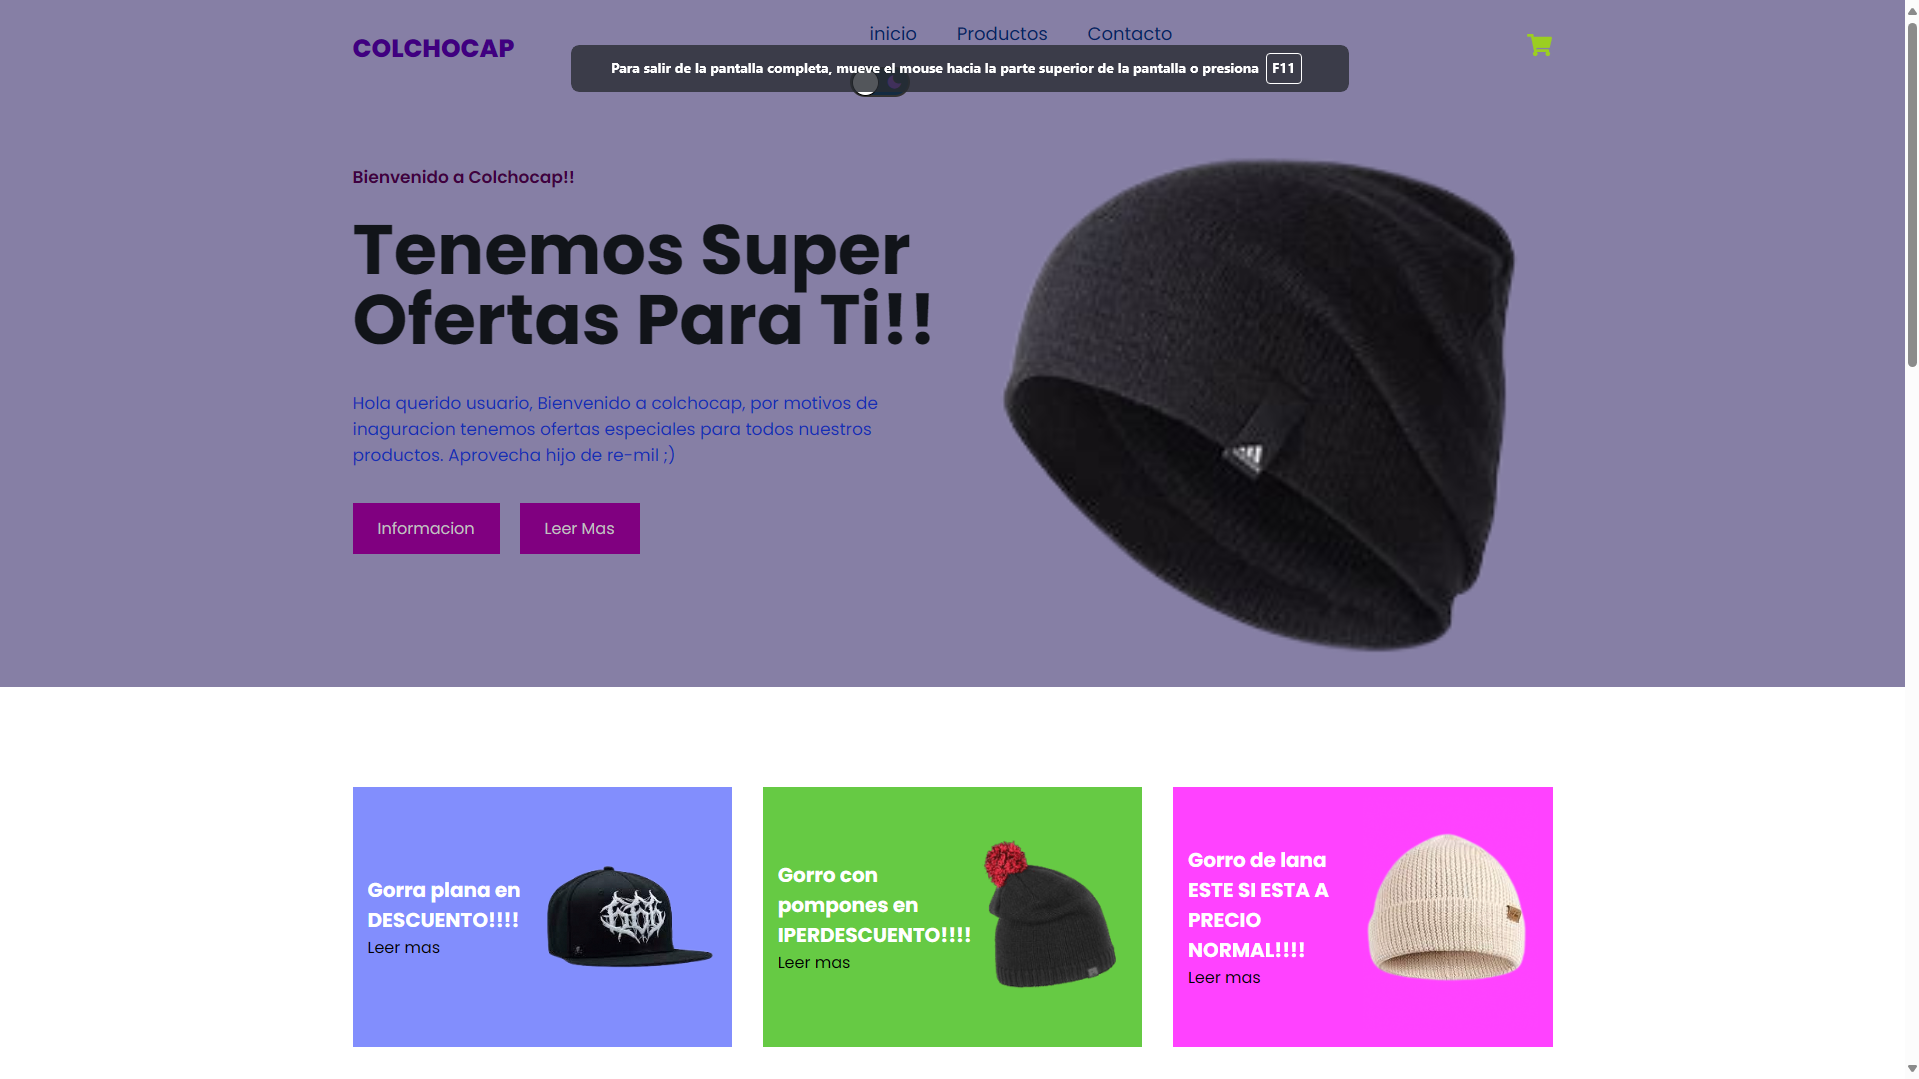 COLCHOCAP
inicio Productos Contacto
Para salir de la pantalla completa, mueve el mouse hacia la parte superior de la pantalla o presiona F11
Bienvenido a Colchocap!!
Tenemos Super
Ofertas Para Ti!!
Hola querido usuario, Bienvenido a colchocap, por motivos de
inaguracion tenemos ofertas especiales para todos nuestros
productos. Aprovecha hijo de re-mil ;)
Informacion Leer Mas
Gorra plana en
DESCUENTO!!!!
Leer mas
Gorro con
pompones en
IPERDESCUENTO!!!!
Leer mas
Gorro de lana
ESTE SI ESTA A
PRECIO
NORMAL!!!!
Leer mas